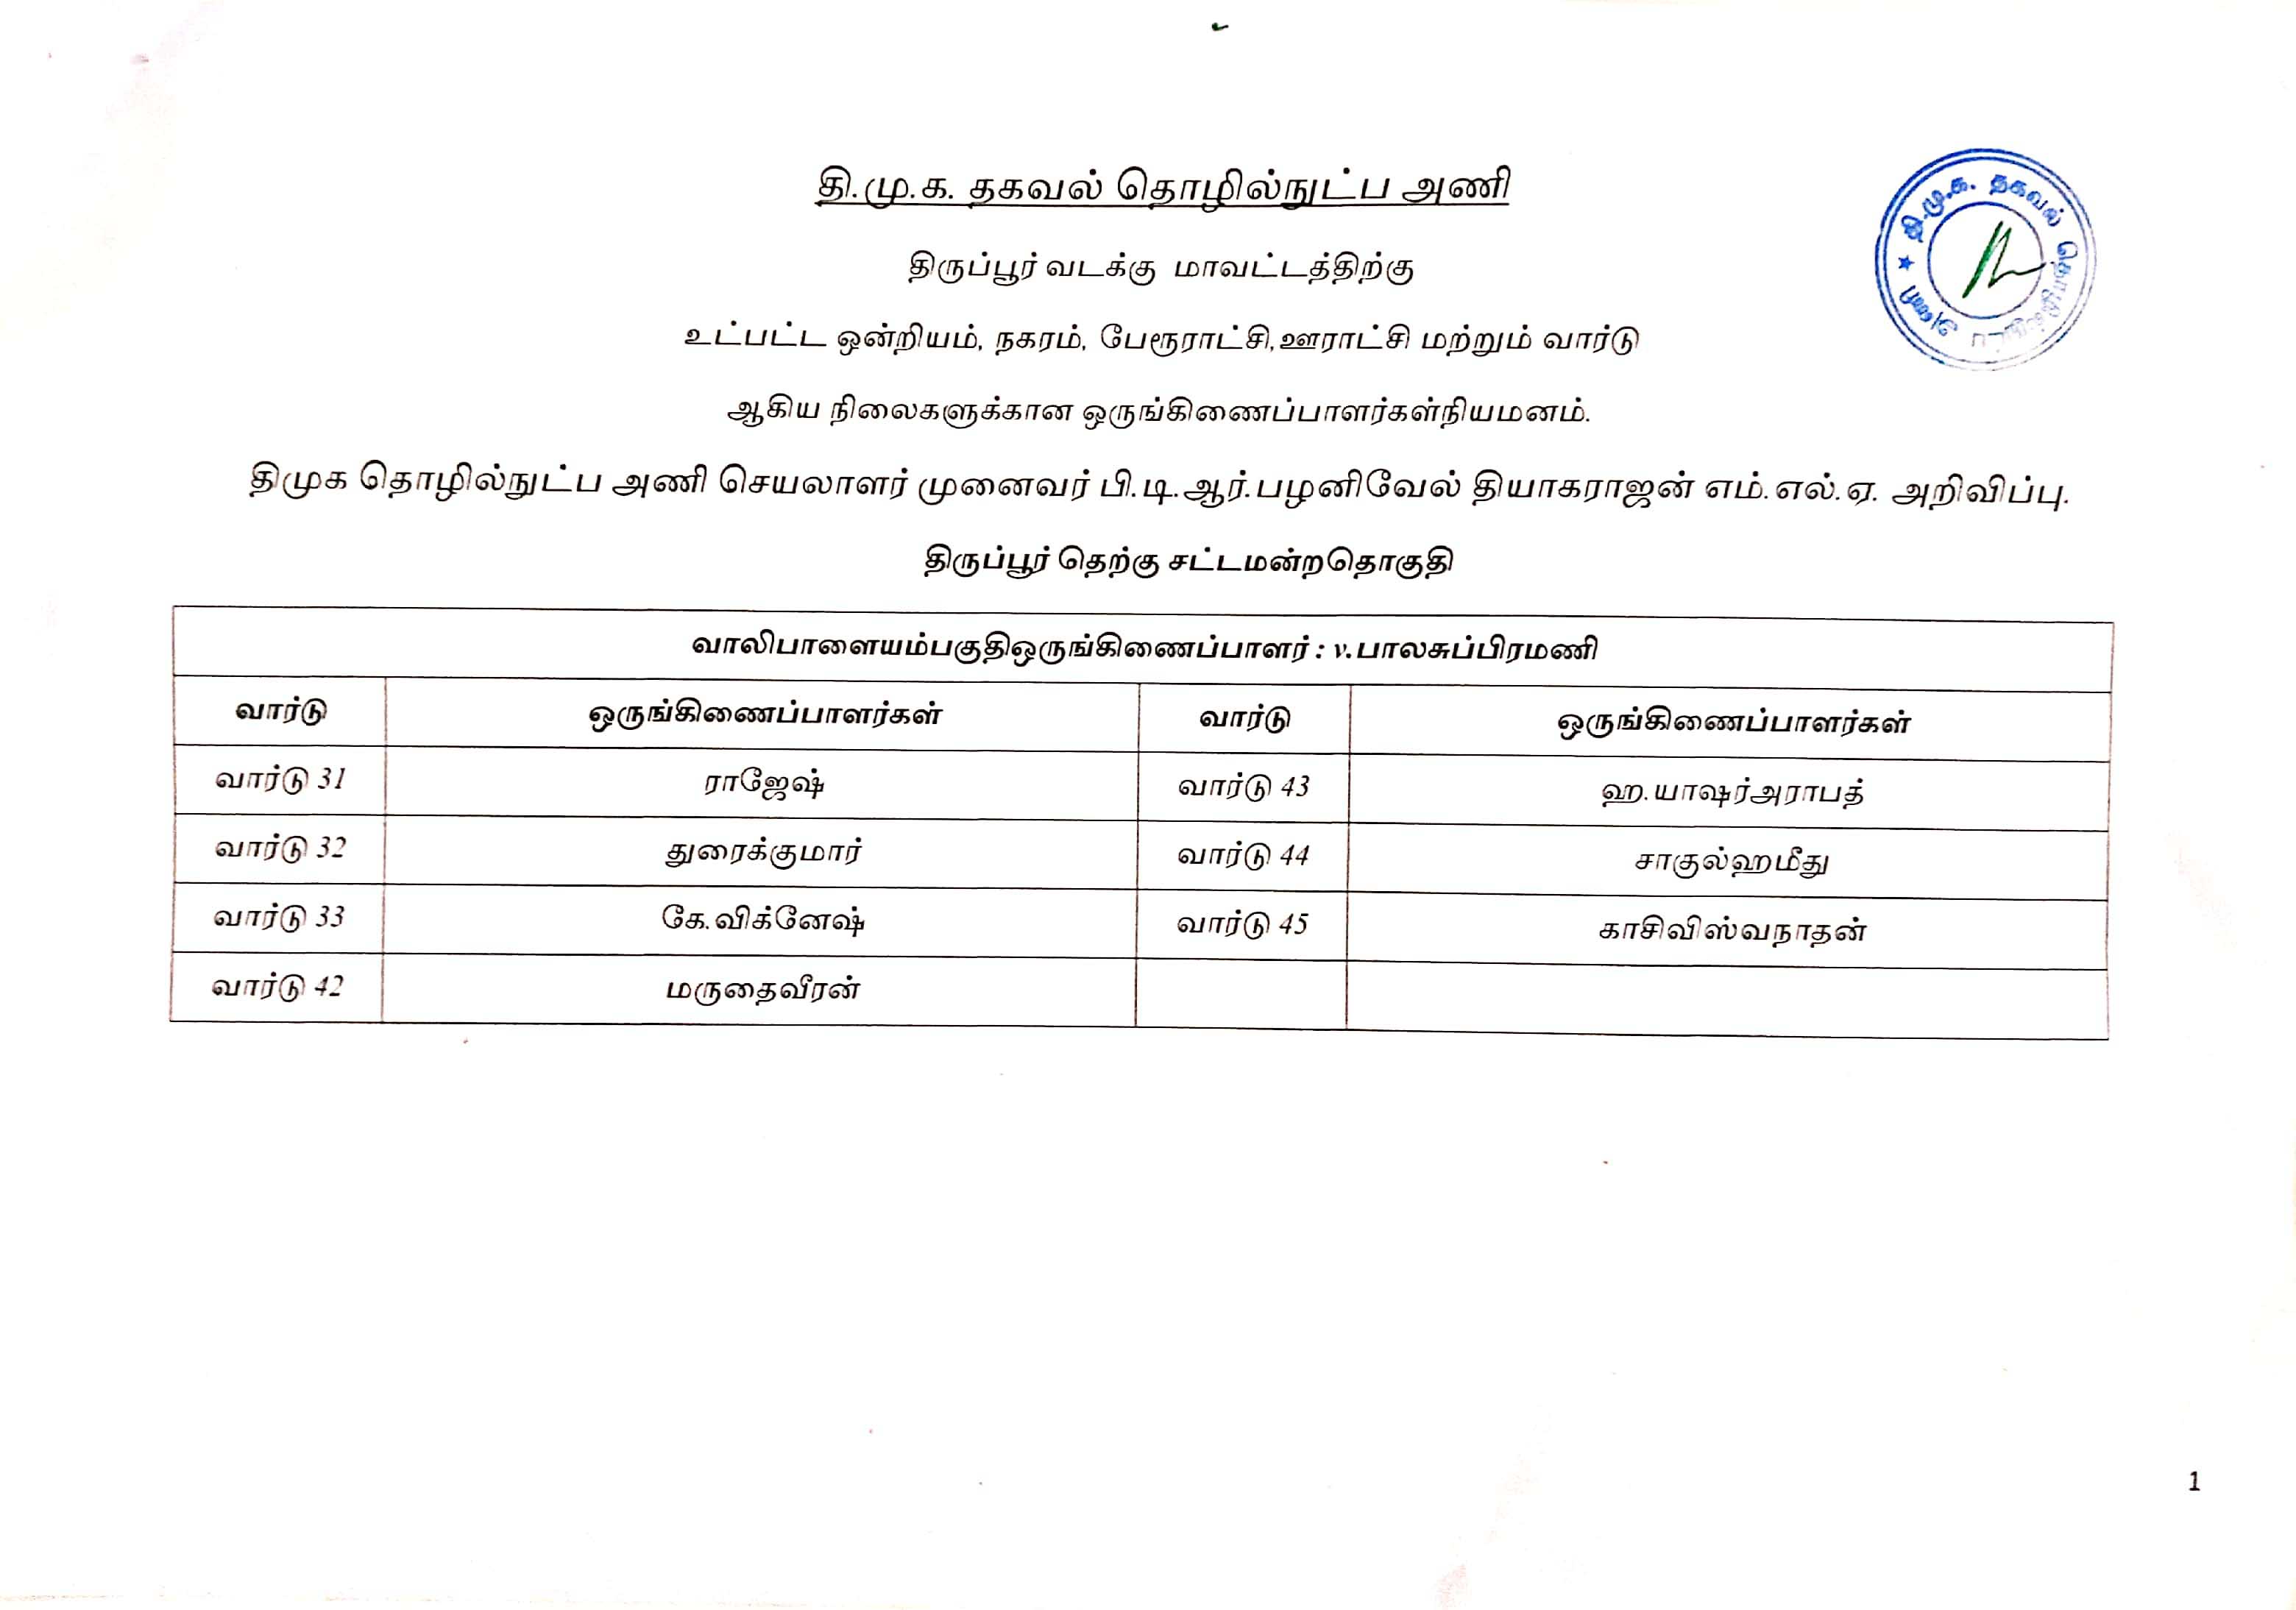 தி.மு.க. தகவல் தொழில்நுட்ப அணி
தி.மு.க. தகவல் தொழில்நுட்ப அணி ★
திருப்பூர் வடக்கு மாவட்டத்திற்கு
உட்பட்ட ஒன்றியம், நகரம், பேரூராட்சி,ஊராட்சி மற்றும் வார்டு
ஆகிய நிலைகளுக்கான ஒருங்கிணைப்பாளர்கள்நியமனம்.
திமுக தொழில்நுட்ப அணி செயலாளர் முனைவர் பி.டி.ஆர்.பழனிவேல் தியாகராஜன் எம்.எல்.ஏ. அறிவிப்பு.
திருப்பூர் தெற்கு சட்டமன்றதொகுதி
வாலிபாளையம்பகுதிஒருங்கிணைப்பாளர் : v.பாலசுப்பிரமணி
வார்டு ஒருங்கிணைப்பாளர்கள் வார்டு ஒருங்கிணைப்பாளர்கள்
வார்டு 31 ராஜேஷ் வார்டு 43 ஹ.யாஷர்அராபத்
வார்டு 32 துரைக்குமார் வார்டு 44 சாகுல்ஹமீது
வார்டு 33 கே.விக்னேஷ் வார்டு 45 காசிவிஸ்வநாதன்
வார்டு 42 மருதைவீரன்
1